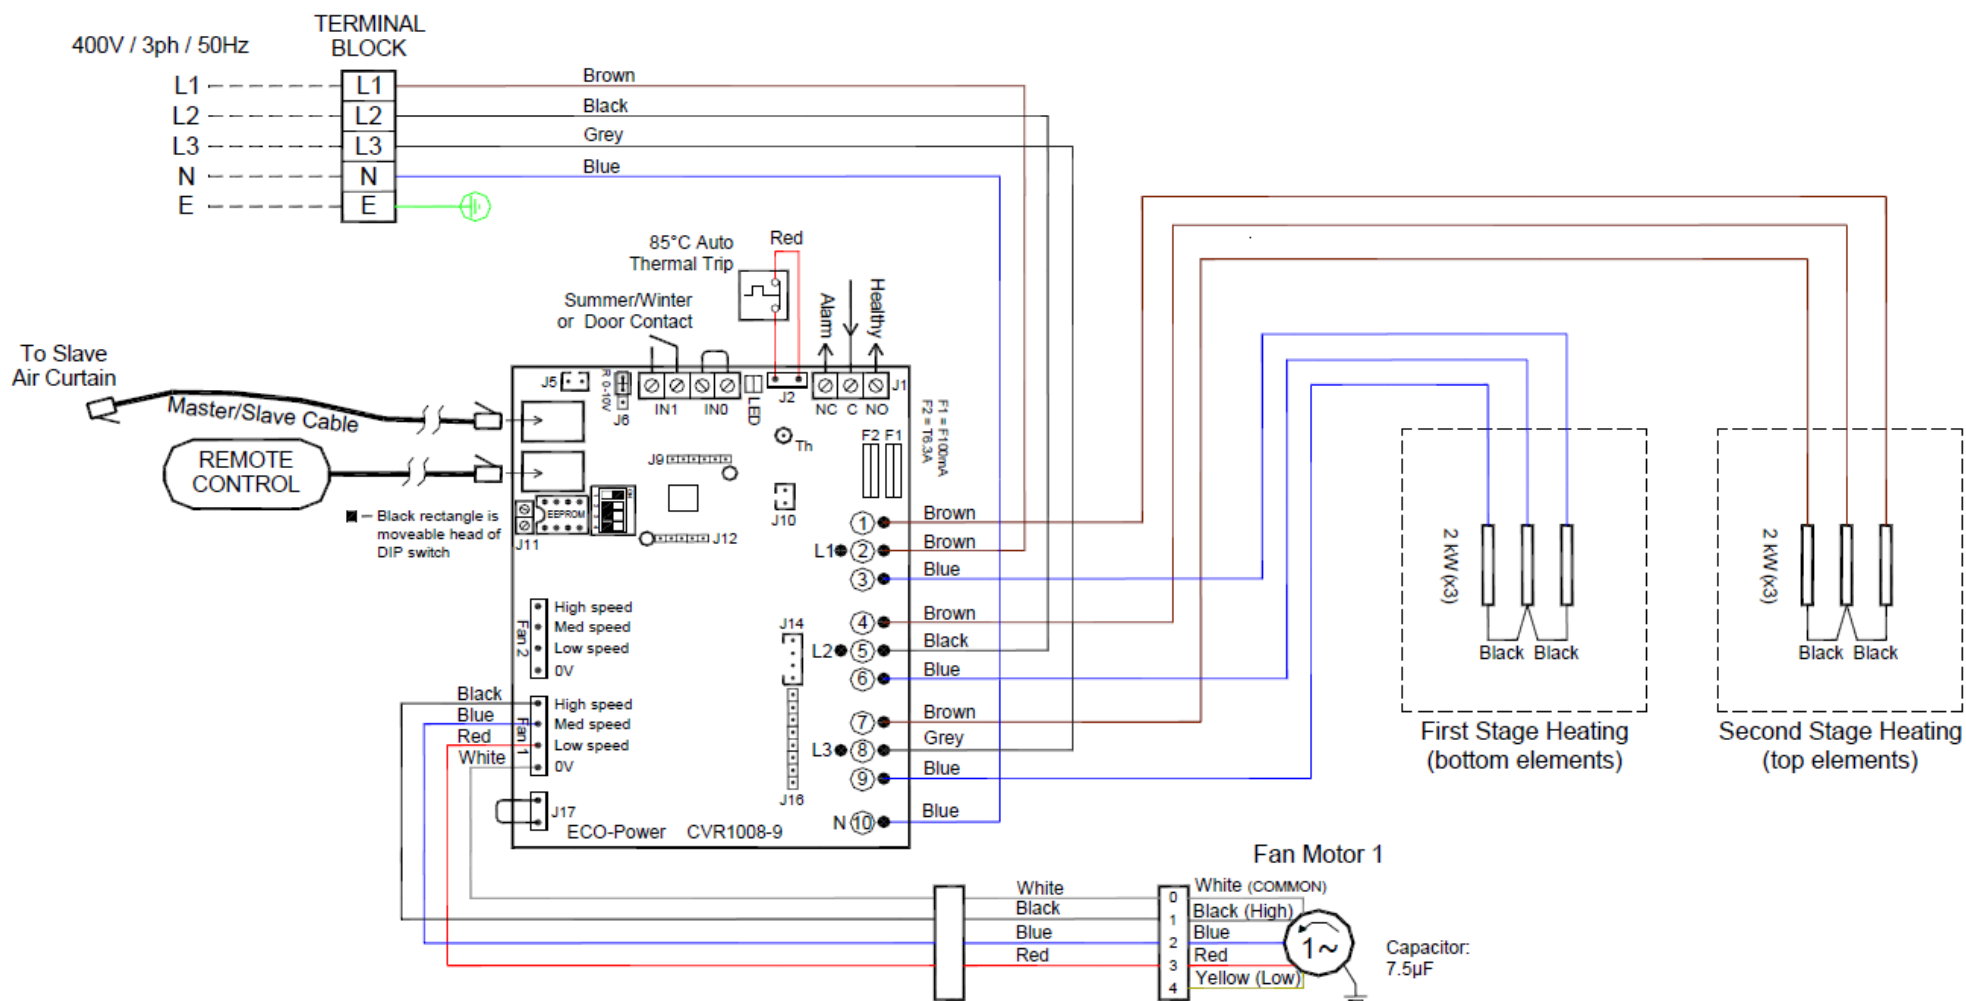 400V / 3ph / 50Hz
TERMINAL
BLOCK
L1
L1
Brown
L2
L2
Black
L3
L3
Grey
N
N
Blue
E
E
85°C Auto
Thermal Trip
Red
Summer/Winter
or Door Contact
Alarm
Healthy
To Slave
Air Curtain
Master/Slave Cable
REMOTE
CONTROL
Black rectangle is
moveable head of
DIP switch
J5
R 0-10V
J6
IN1
IN0
LED
J2
NC
C
NO
J1
F1 = F100mA
F2 = T6.3A
Th
F2
F1
J9
J10
EEPROM
J11
J12
1
Brown
L1
2
Brown
3
Blue
4
Brown
L2
5
Black
6
Blue
7
Brown
L3
8
Grey
9
Blue
N
10
Blue
J14
J16
Fan 2
High speed
Med speed
Low speed
0V
Black
Blue
Red
White
Fan 1
High speed
Med speed
Low speed
0V
J17
ECO-Power CVR1008-9
2 kW (x3)
Black Black
First Stage Heating
(bottom elements)
2 kW (x3)
Black Black
Second Stage Heating
(top elements)
Fan Motor 1
White
Black
Blue
Red
0
1
2
3
4
White (COMMON)
Black (High)
Blue
Red
Yellow (Low)
1~
Capacitor:
7.5µF